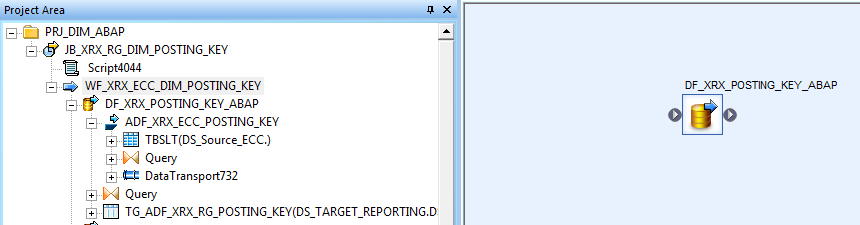 Project Area
PRJ_DIM_ABAP
JB_XRX_RG_DIM_POSTING_KEY
Script4044
WF_XRX_ECC_DIM_POSTING_KEY
DF_XRX_POSTING_KEY_ABAP
ADF_XRX_ECC_POSTING_KEY
TBSLT(DS_Source_ECC.)
Query
DataTransport732
Query
TG_ADF_XRX_RG_POSTING_KEY(DS_TARGET_REPORTING.D
DF_XRX_POSTING_KEY_ABAP